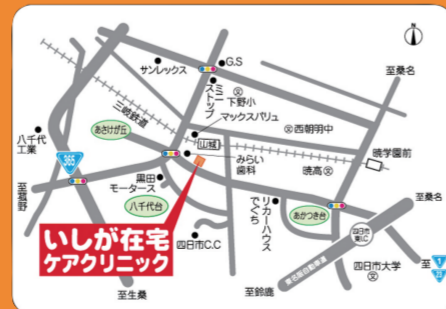 N
サンレックス
G.S
至桑名
ミニ
ストップ
下野小
マックスバリュ
三岐鉄道
あさけが丘
西朝明中
八千代
工業
山城
暁学園前
365
みらい
歯科
暁高
黒田
モータース
至菰野
八千代台
リカーハウス
でぐち
あかつき台
至桑名
いしが在宅
ケアクリニック
四日市C.C
四日市
東I.C
東名阪自動車道
四日市大学
1
23
至生桑
至鈴鹿